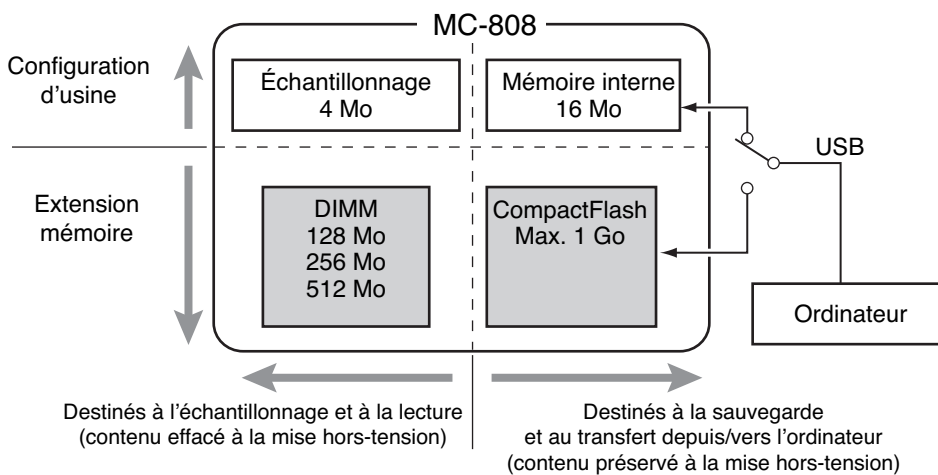 MC-808
Configuration
d’usine
Échantillonnage
4 Mo
Mémoire interne
16 Mo
USB
Extension
mémoire
DIMM
128 Mo
256 Mo
512 Mo
CompactFlash
Max. 1 Go
Ordinateur
Destinés à l’échantillonnage et à la lecture
(contenu effacé à la mise hors-tension)
Destinés à la sauvegarde
et au transfert depuis/vers l’ordinateur
(contenu préservé à la mise hors-tension)